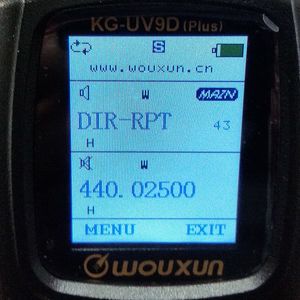 KG-UV9D (Plus)
S
www.wouxun.cn
W MAIN
DIR-RPT 43
H
W
440.02500
H
MENU EXIT
WOUXUN